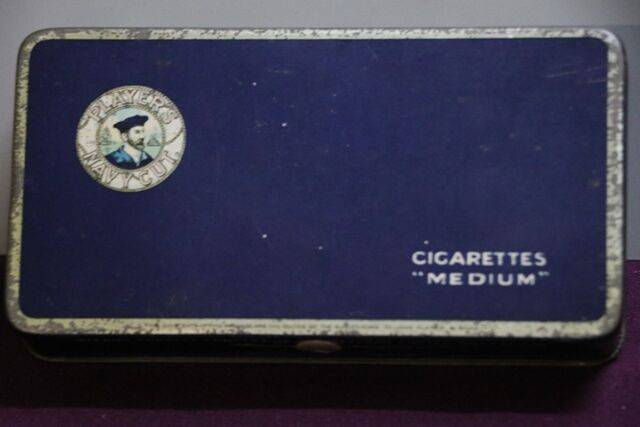 PLAYER'S
NAVY CUT
CIGARETTES
"MEDIUM"